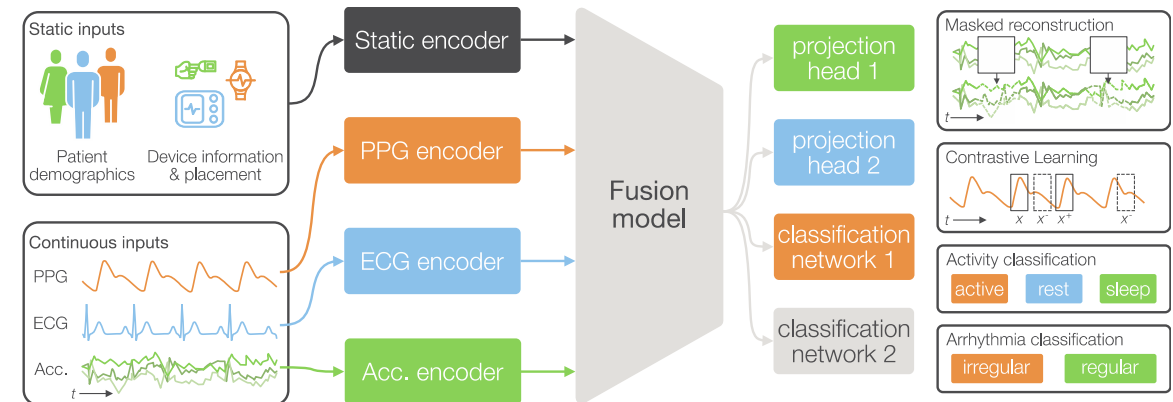 Static inputs
Patient
demographics
Device information
& placement
Continuous inputs
PPG
ECG
Acc.
t
Static encoder
PPG encoder
ECG encoder
Acc. encoder
Fusion
model
projection
head 1
projection
head 2
classification
network 1
classification
network 2
Masked reconstruction
t
Contrastive Learning
t
x x⁻ x⁺ x⁻
Activity classification
active rest sleep
Arrhythmia classification
irregular regular